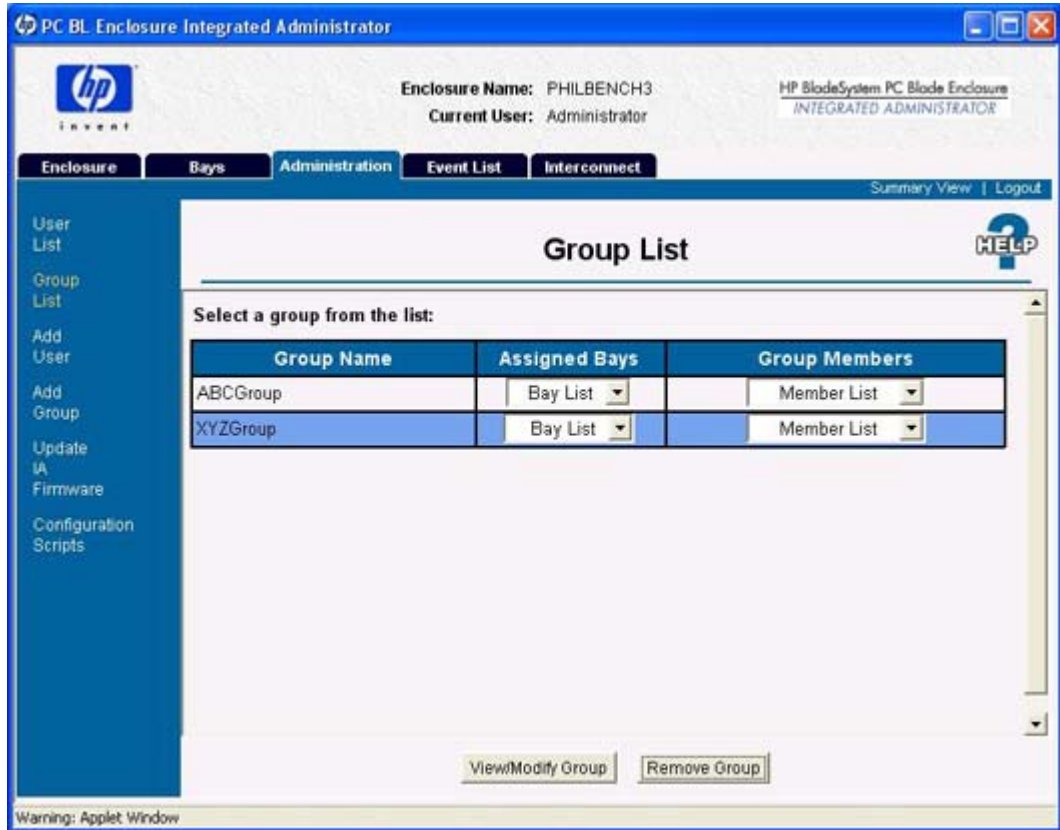 PC BL Enclosure Integrated Administrator
hp
invent
Enclosure Name: PHILBENCH3
Current User: Administrator
HP BladeSystem PC Blade Enclosure
INTEGRATED ADMINISTRATOR
Enclosure Bays Administration Event List Interconnect
Summary View | Logout
User
List
Group
List
Add
User
Add
Group
Update
IA
Firmware
Configuration
Scripts
Group List
HELP
Select a group from the list:
Group Name Assigned Bays Group Members
ABCGroup Bay List Member List
XYZGroup Bay List Member List
View/Modify Group Remove Group
Warning: Applet Window